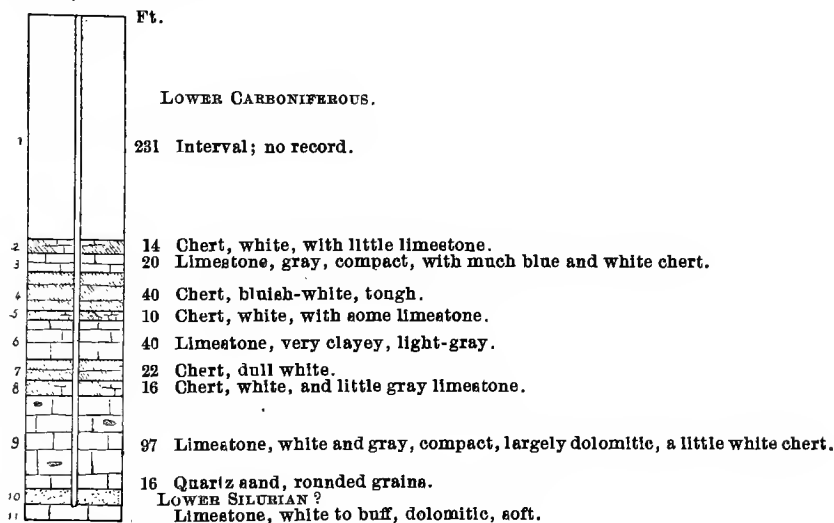 Ft.
LOWER CARBONIFEROUS.
1 231 Interval; no record.
2 14 Chert, white, with little limestone.
3 20 Limestone, gray, compact, with much blue and white chert.
4 40 Chert, bluish-white, tough.
5 10 Chert, white, with some limestone.
6 40 Limestone, very clayey, light-gray.
7 22 Chert, dull white.
8 16 Chert, white, and little gray limestone.
9 97 Limestone, white and gray, compact, largely dolomitic, a little white chert.
16 Quartz sand, rounded grains.
10 LOWER SILURIAN ?
11 Limestone, white to buff, dolomitic, soft.